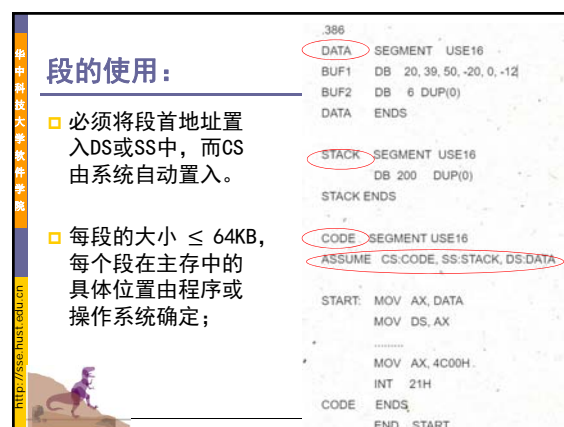 华中科技大学软件学院
http://sse.hust.edu.cn
段的使用：
必须将段首地址置
入DS或SS中，而CS
由系统自动置入。
每段的大小 ≤ 64KB，
每个段在主存中的
具体位置由程序或
操作系统确定；
.386
DATA SEGMENT USE16
BUF1 DB 20, 39, 50, -20, 0, -12
BUF2 DB 6 DUP(0)
DATA ENDS
STACK SEGMENT USE16
DB 200 DUP(0)
STACK ENDS
CODE SEGMENT USE16
ASSUME CS:CODE, SS:STACK, DS:DATA
START: MOV AX, DATA
MOV DS, AX
.........
MOV AX, 4C00H
INT 21H
CODE ENDS
END START